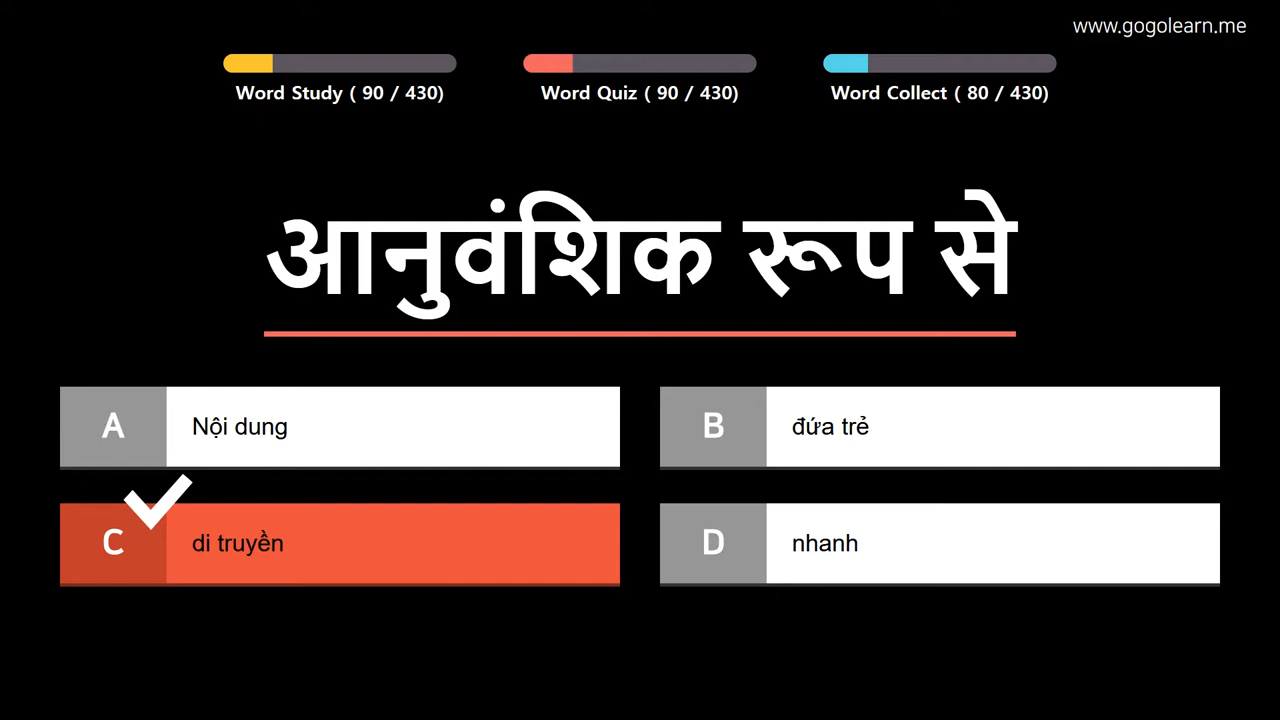 www.gogolearn.me
Word Study ( 90 / 430)
Word Quiz ( 90 / 430)
Word Collect ( 80 / 430)
आनुवंशिक रूप से
A
Nội dung
B
đứa trẻ
C
di truyền
D
nhanh